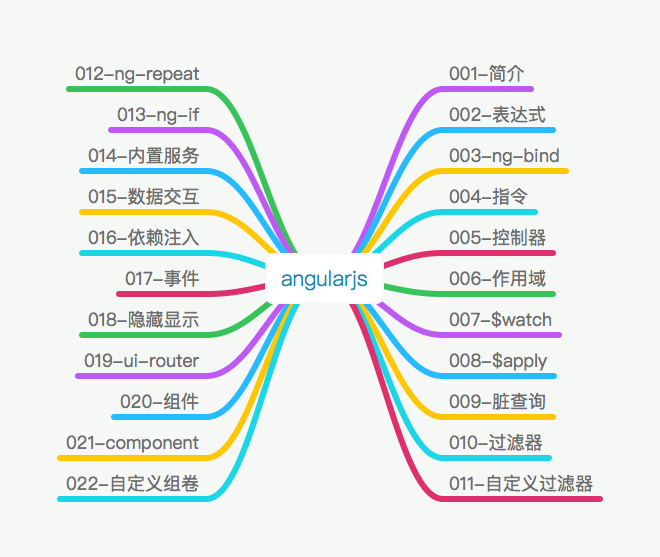 angularjs
001-简介
002-表达式
003-ng-bind
004-指令
005-控制器
006-作用域
007-$watch
008-$apply
009-脏查询
010-过滤器
011-自定义过滤器
012-ng-repeat
013-ng-if
014-内置服务
015-数据交互
016-依赖注入
017-事件
018-隐藏显示
019-ui-router
020-组件
021-component
022-自定义组卷